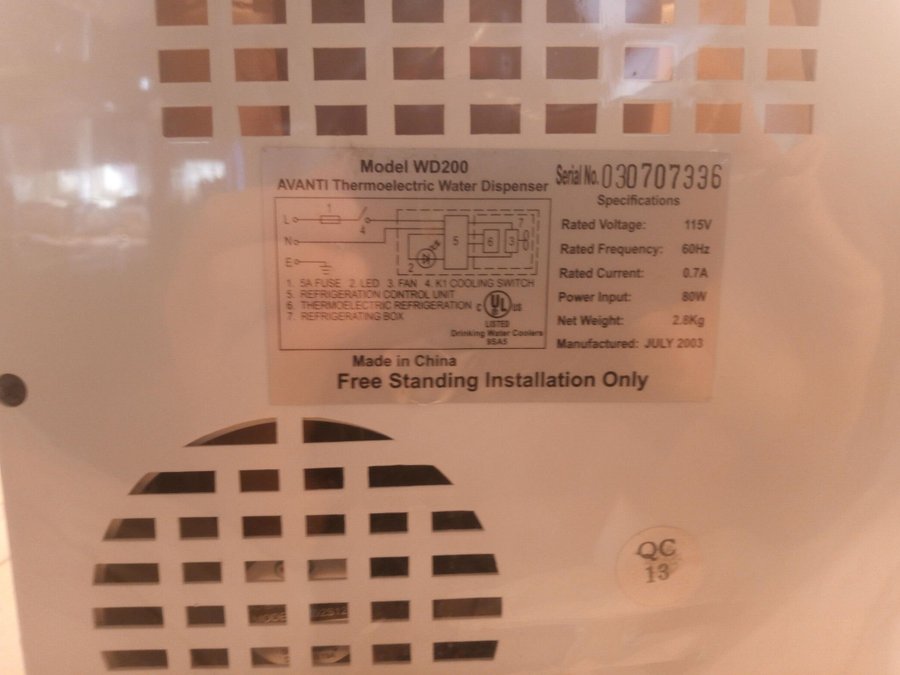 Model WD200
AVANTI Thermoelectric Water Dispenser
1
L
4
N
5
6
3
7
E
2
1. 5A FUSE 2. LED 3. FAN 4. K1 COOLING SWITCH
5. REFRIGERATION CONTROL UNIT
6. THERMOELECTRIC REFRIGERATION
7. REFRIGERATING BOX
C UL US
LISTED
Drinking Water Coolers
9SA5
Serial No. 030707336
Specifications
Rated Voltage: 115V
Rated Frequency: 60Hz
Rated Current: 0.7A
Power Input: 80W
Net Weight: 2.8Kg
Manufactured: JULY 2003
Made in China
Free Standing Installation Only
QC
13